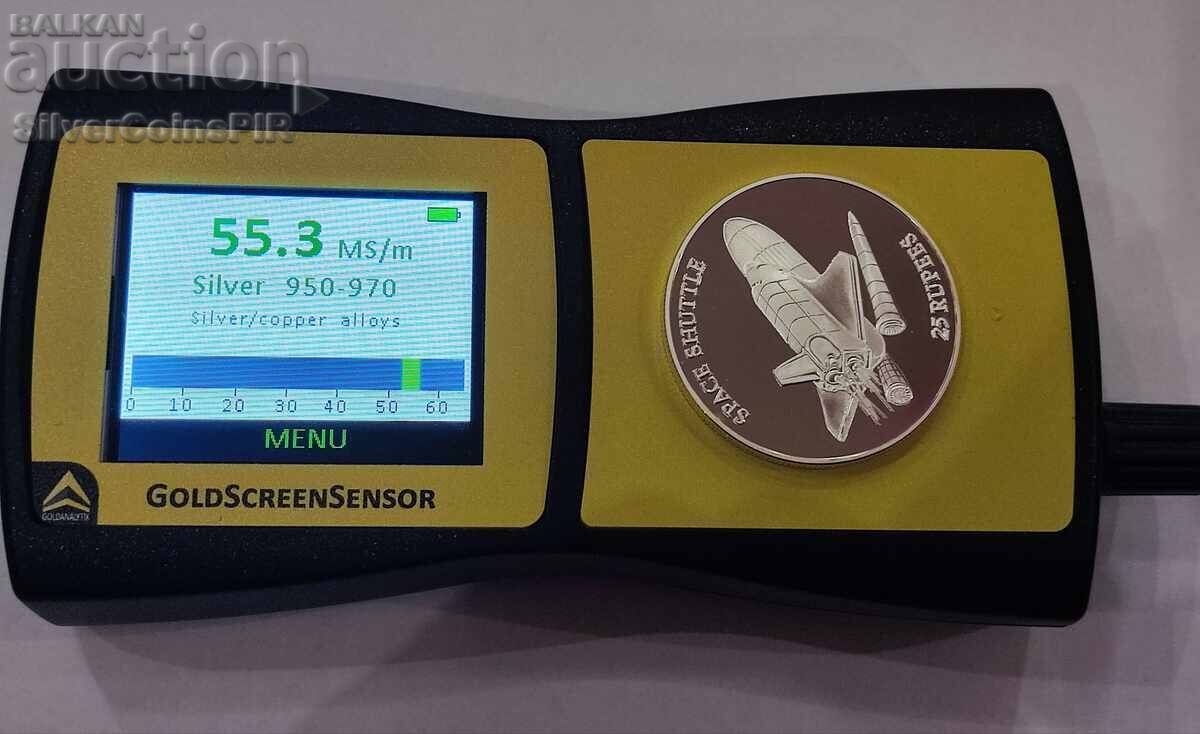 BALKAN
auction
SilverCoinsPIR
55.3 MS/m
Silver 950-970
Silver/copper alloys
0 10 20 30 40 50 60
MENU
GOLDANALYTIX
GOLDSCREENSENSOR
SPACE SHUTTLE
25 RUPEES